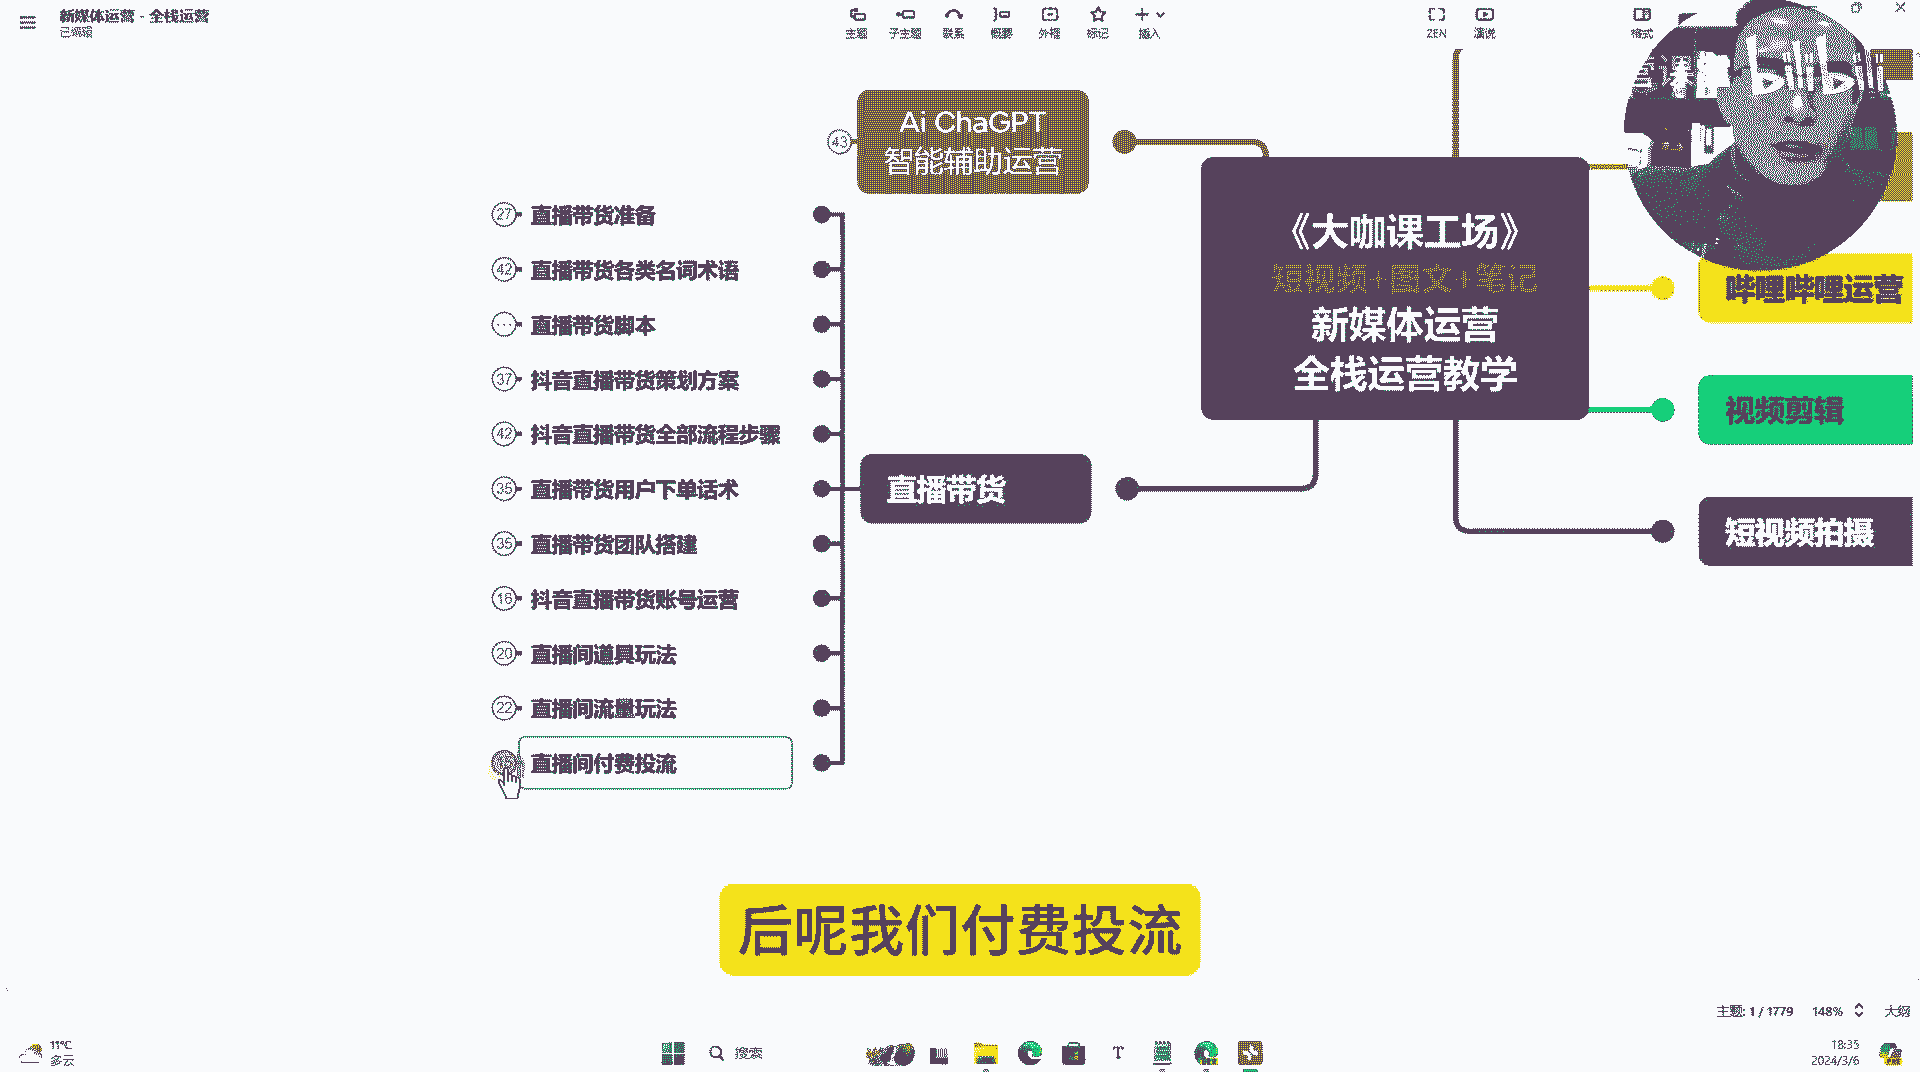 新媒体运营 - 全栈运营
已编辑
主题
子主题
联系
概要
外框
标记
插入
ZEN
演说
格式
营课
bilibili
43
Ai ChaGPT
智能辅助运营
27 直播带货准备
42 直播带货各类名词术语
... 直播带货脚本
37 抖音直播带货策划方案
42 抖音直播带货全部流程步骤
35 直播带货用户下单话术
35 直播带货团队搭建
16 抖音直播带货账号运营
20 直播间道具玩法
22 直播间流量玩法
直播间付费投流
直播带货
《大咖课工场》
短视频+图文+笔记
新媒体运营
全栈运营教学
哔哩哔哩运营
视频剪辑
短视频拍摄
后呢我们付费投流
主题: 1 / 1779
148%
大纲
11°C
多云
搜索
18:35
2024/3/6